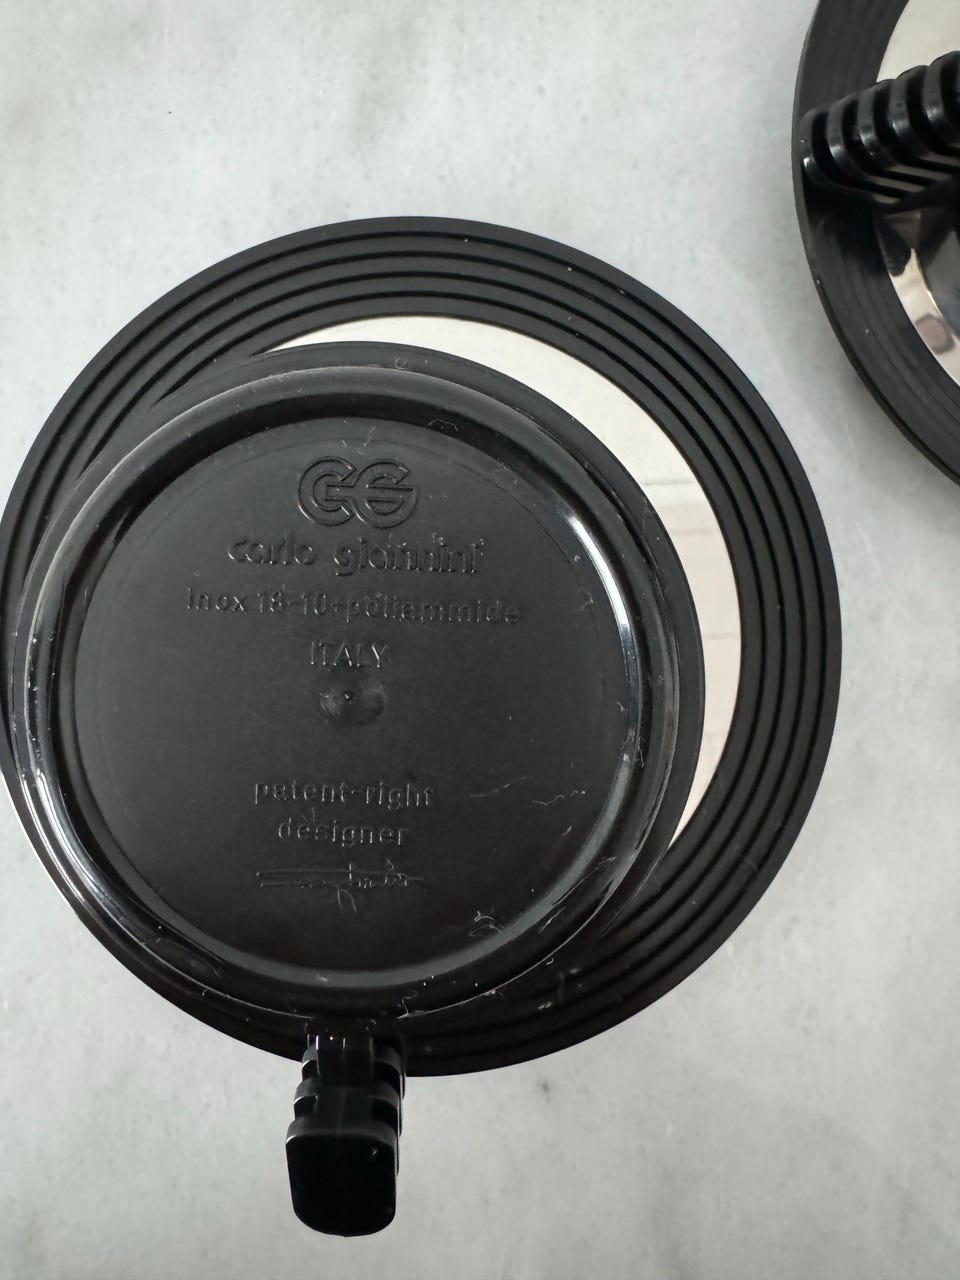 CG
carlo giannini
inox 18-10-poliammide
ITALY
patent-right
designer